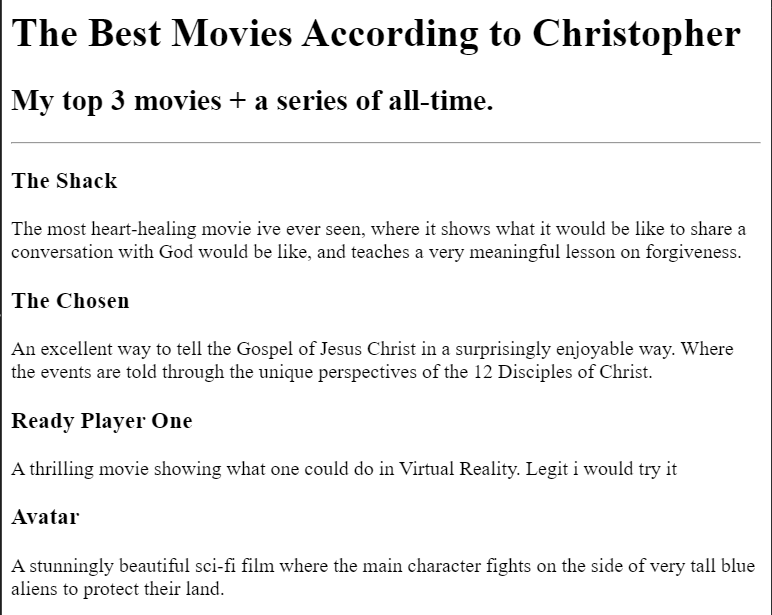 The Best Movies According to Christopher
My top 3 movies + a series of all-time.
The Shack
The most heart-healing movie ive ever seen, where it shows what it would be like to share a
conversation with God would be like, and teaches a very meaningful lesson on forgiveness.
The Chosen
An excellent way to tell the Gospel of Jesus Christ in a surprisingly enjoyable way. Where
the events are told through the unique perspectives of the 12 Disciples of Christ.
Ready Player One
A thrilling movie showing what one could do in Virtual Reality. Legit i would try it
Avatar
A stunningly beautiful sci-fi film where the main character fights on the side of very tall blue
aliens to protect their land.